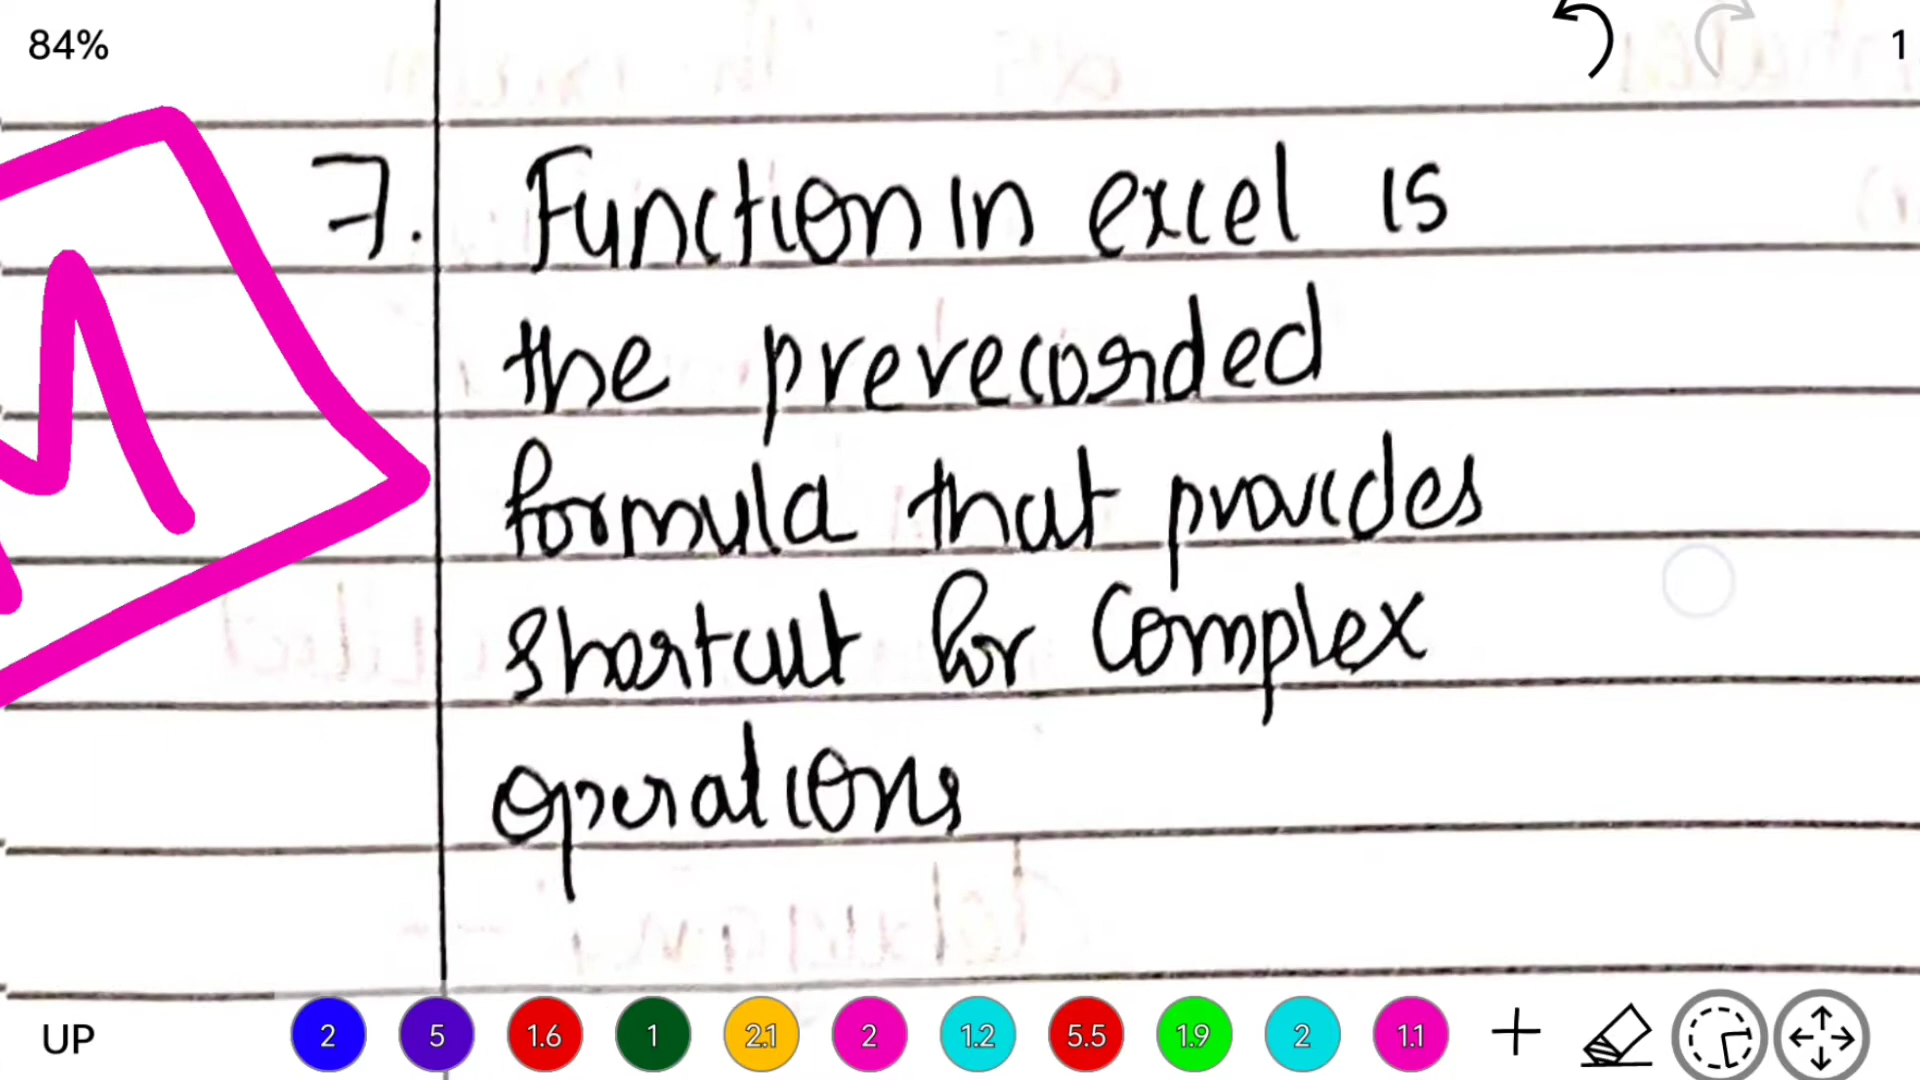 84%
1
7. Function in excel is
the prerecorded
formula that provides
shortcut for complex
operations
M
UP
2 5 1.6 1 2.1 2 1.2 5.5 1.9 2 1.1